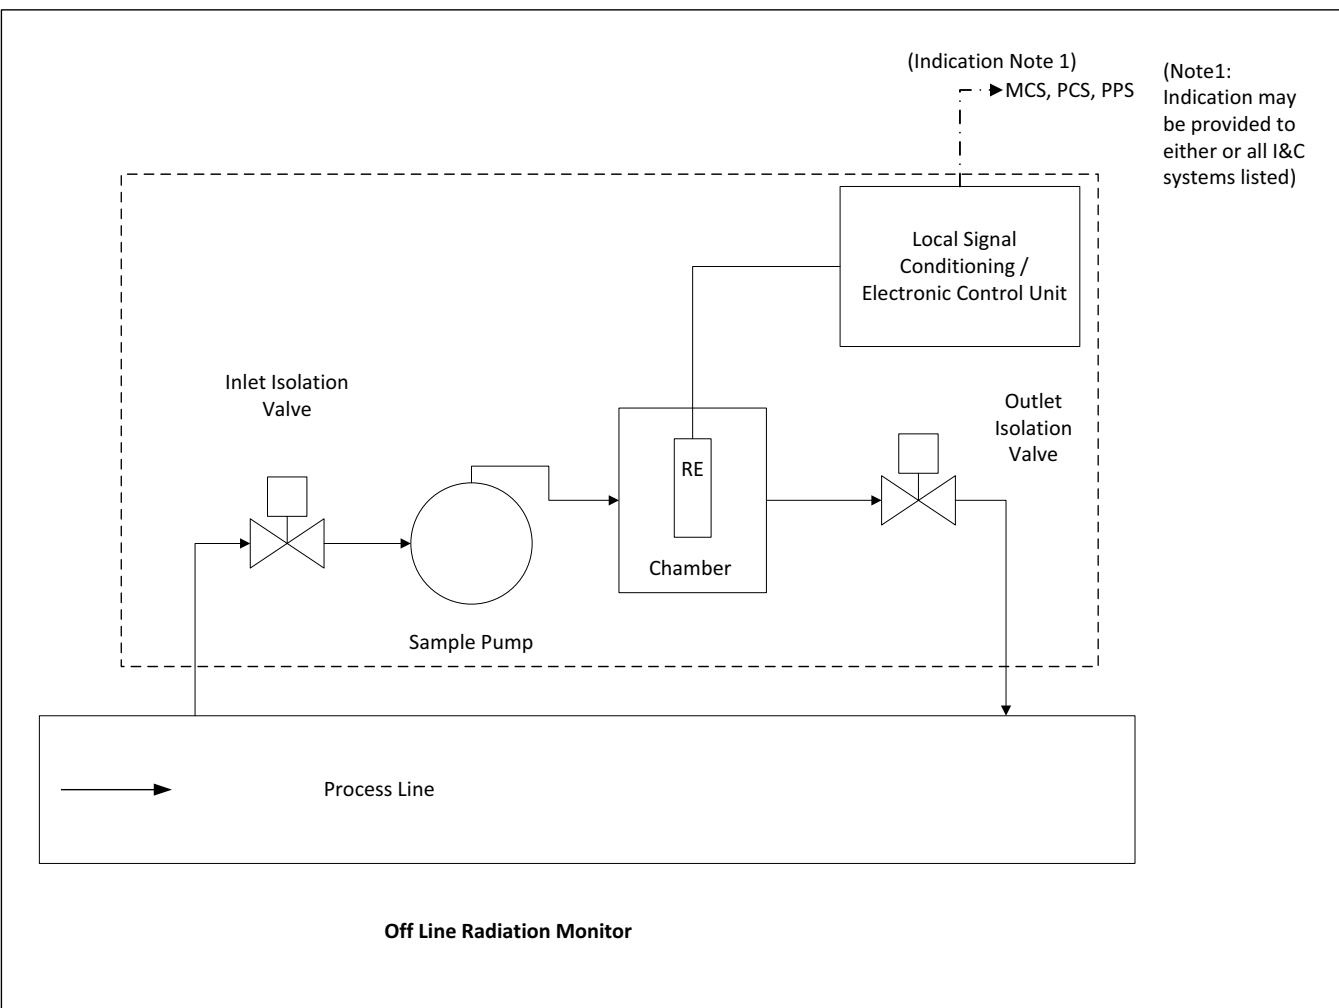 (Indication Note 1)
MCS, PCS, PPS
(Note1:
Indication may
be provided to
either or all I&C
systems listed)
Local Signal
Conditioning /
Electronic Control Unit
Inlet Isolation
Valve
Outlet
Isolation
Valve
RE
Chamber
Sample Pump
Process Line
Off Line Radiation Monitor